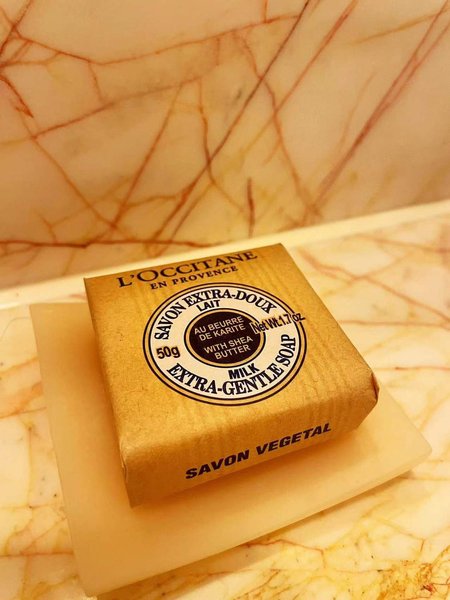 L'OCCITANE
EN PROVENCE
SAVON EXTRA-DOUX
LAIT
50g
AU BEURRE
DE KARITÉ
WITH SHEA
BUTTER
Net Wt. 1.7 oz.
MILK
EXTRA-GENTLE SOAP
SAVON VEGETAL